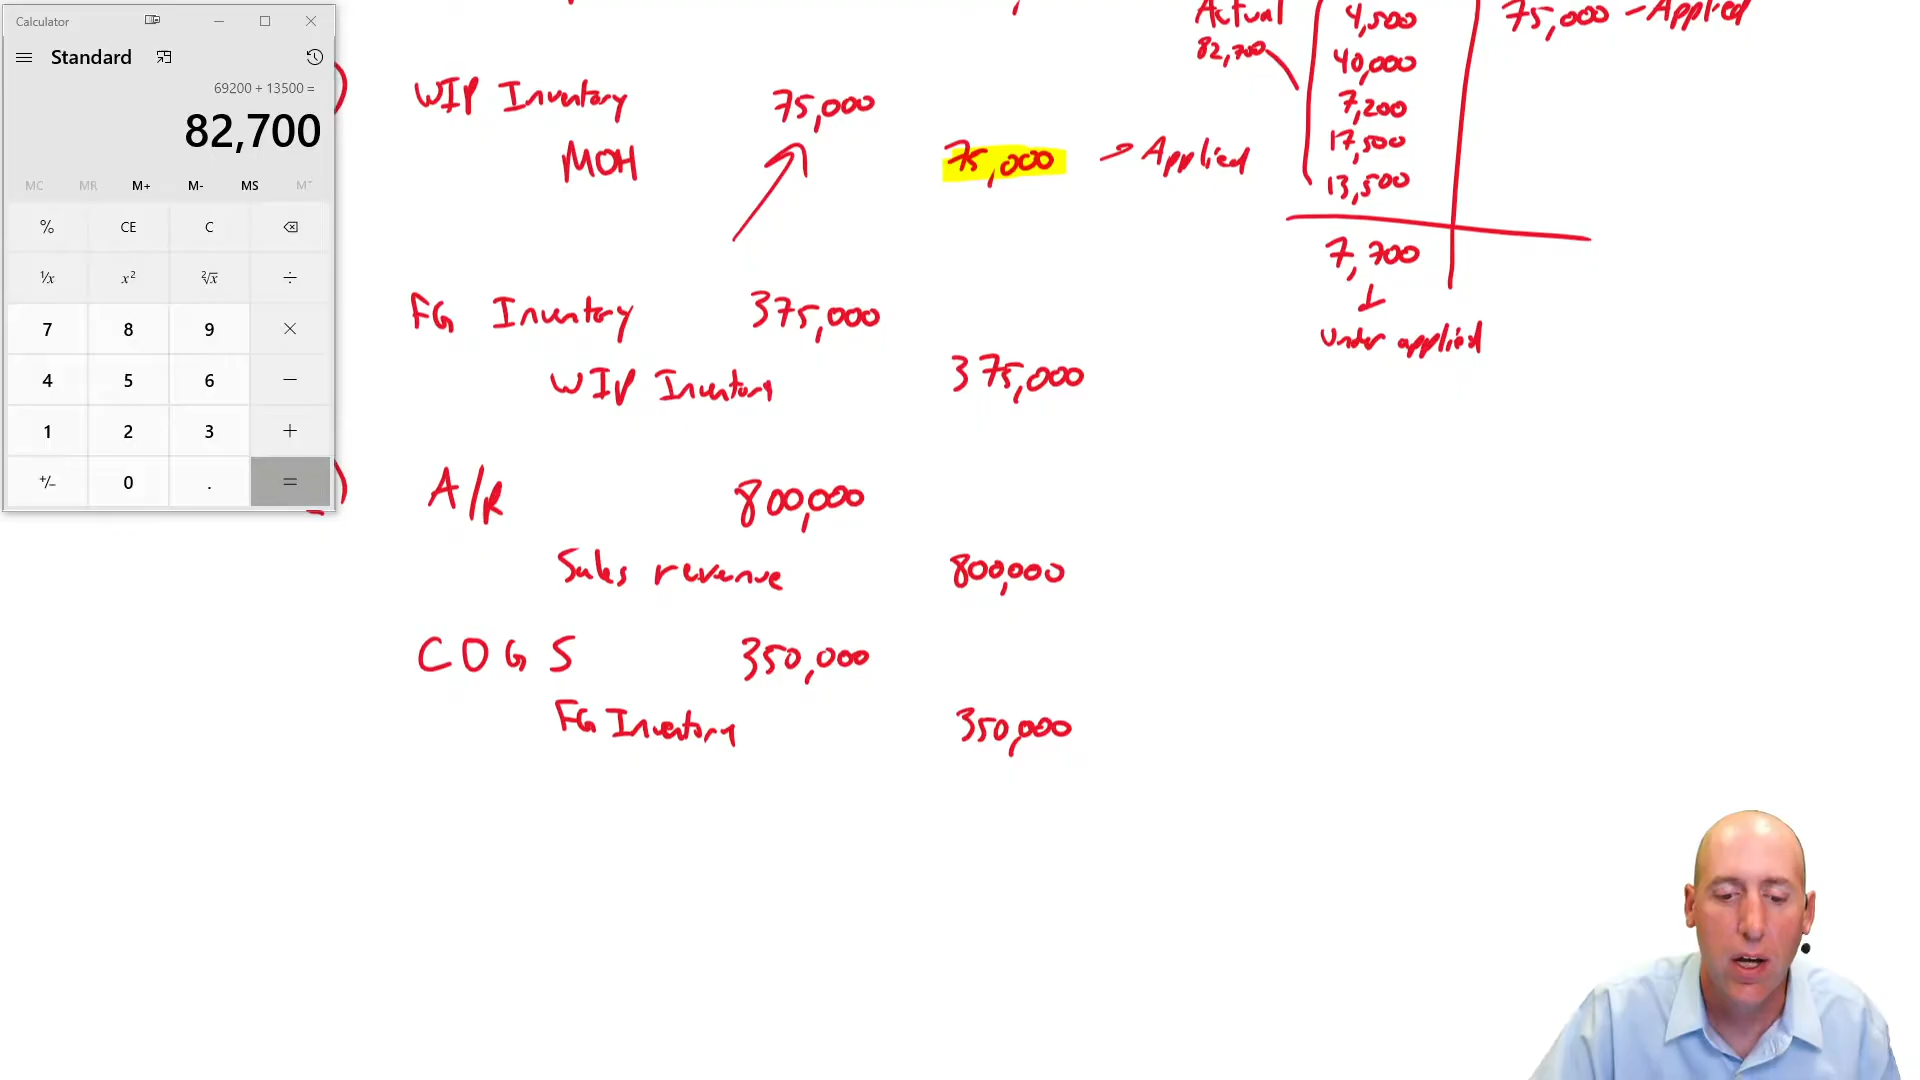 Calculator
Standard
69200 + 13500 =
82,700
MC MR M+ M- MS M˅
% CE C
¹/x x² ²√x ÷
7 8 9 ×
4 5 6 −
1 2 3 +
+/− 0 . =
WIP Inventory 75,000
MOH 75,000 → Applied
FG Inventory 375,000
WIP Inventory 375,000
A/R 800,000
Sales revenue 800,000
COGS 350,000
FG Inventory 350,000
Actual
82,700
4,500
40,000
7,200
17,500
13,500
75,000 - Applied
7,700
Under applied